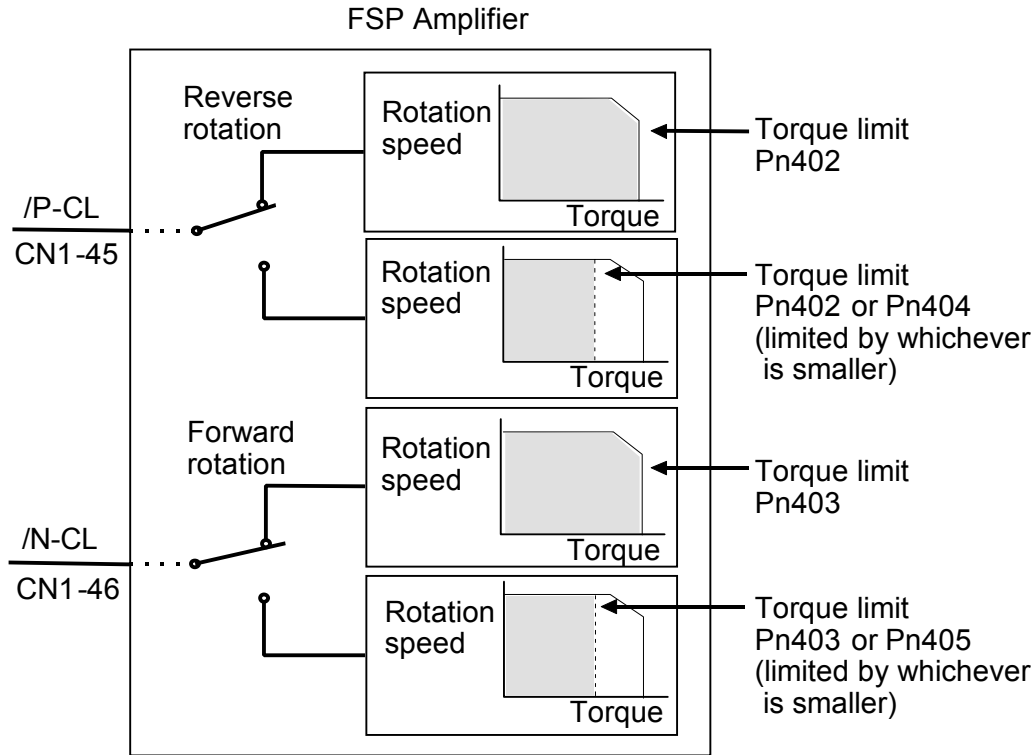 FSP Amplifier
Reverse
rotation
/P-CL
CN1-45
Rotation
speed
Torque
Torque limit
Pn402
Rotation
speed
Torque
Torque limit
Pn402 or Pn404
(limited by whichever
is smaller)
Forward
rotation
/N-CL
CN1-46
Rotation
speed
Torque
Torque limit
Pn403
Rotation
speed
Torque
Torque limit
Pn403 or Pn405
(limited by whichever
is smaller)